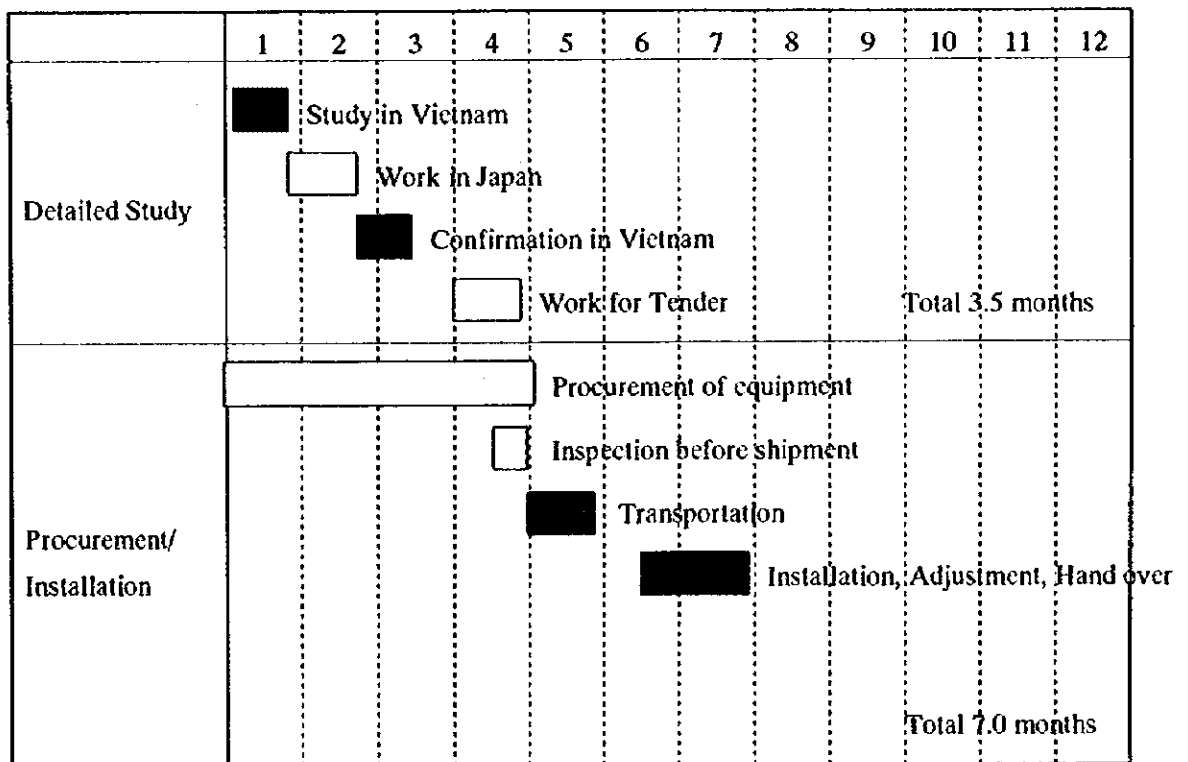 1 2 3 4 5 6 7 8 9 10 11 12
Detailed Study
Study in Vietnam
Work in Japan
Confirmation in Vietnam
Work for Tender
Total 3.5 months
Procurement/
Installation
Procurement of equipment
Inspection before shipment
Transportation
Installation, Adjustment, Hand over
Total 7.0 months